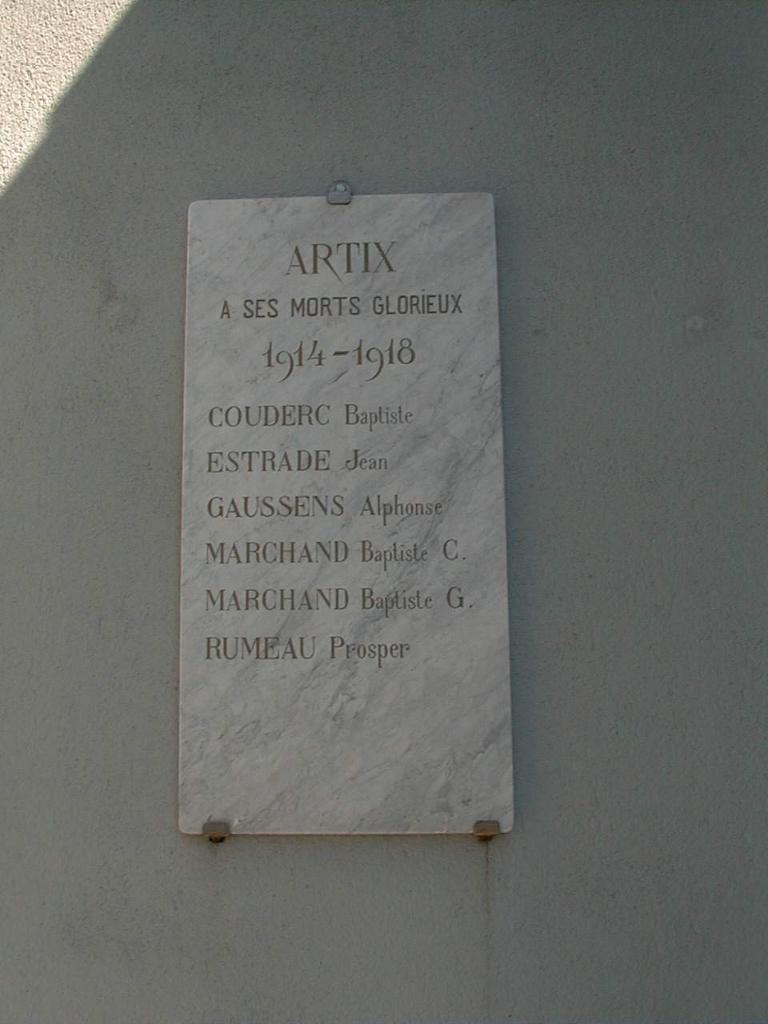 ARTIX
A SES MORTS GLORIEUX
1914-1918
COUDERC Baptiste
ESTRADE Jean
GAUSSENS Alphonse
MARCHAND Baptiste C.
MARCHAND Baptiste G.
RUMEAU Prosper